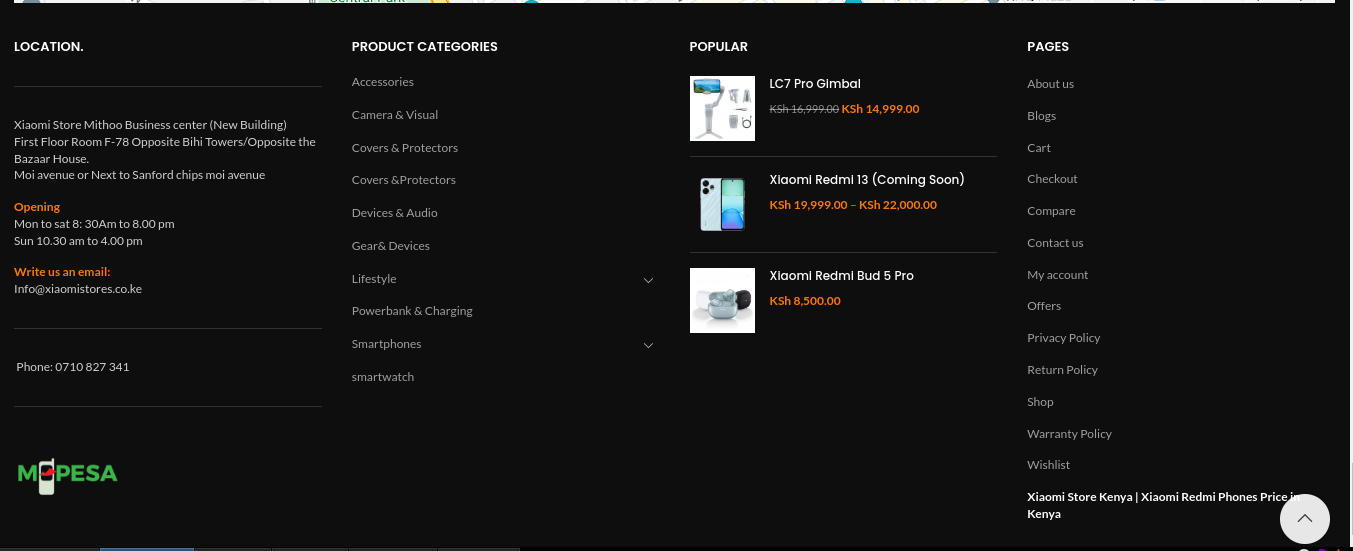 Central Park
LOCATION.
Xiaomi Store Mithoo Business center (New Building)
First Floor Room F-78 Opposite Bihi Towers/Opposite the
Bazaar House.
Moi avenue or Next to Sanford chips moi avenue
Opening
Mon to sat 8: 30Am to 8.00 pm
Sun 10.30 am to 4.00 pm
Write us an email:
Info@xiaomistores.co.ke
Phone: 0710 827 341
M PESA
PRODUCT CATEGORIES
Accessories
Camera & Visual
Covers & Protectors
Covers &Protectors
Devices & Audio
Gear& Devices
Lifestyle
Powerbank & Charging
Smartphones
smartwatch
POPULAR
LC7 Pro Gimbal
KSh 16,999.00 KSh 14,999.00
Xiaomi Redmi 13 (Coming Soon)
KSh 19,999.00 – KSh 22,000.00
Xiaomi Redmi Bud 5 Pro
KSh 8,500.00
PAGES
About us
Blogs
Cart
Checkout
Compare
Contact us
My account
Offers
Privacy Policy
Return Policy
Shop
Warranty Policy
Wishlist
Xiaomi Store Kenya | Xiaomi Redmi Phones Price in
Kenya